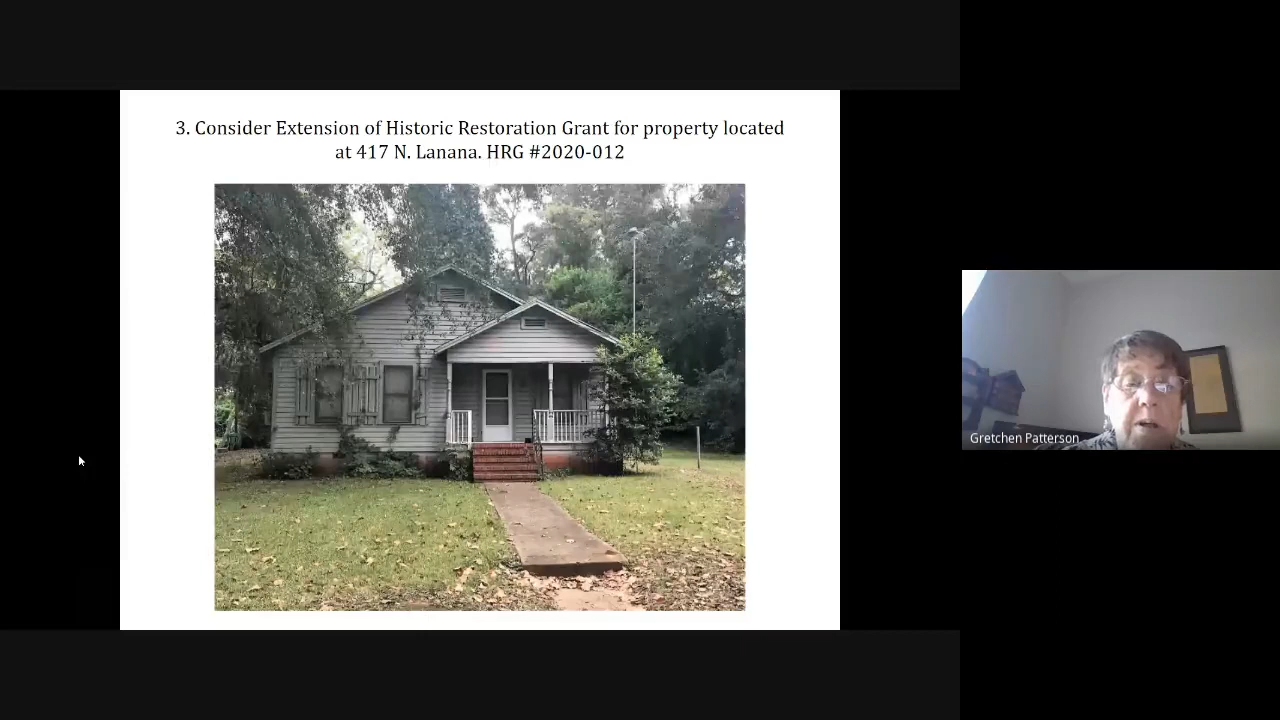 3. Consider Extension of Historic Restoration Grant for property located
at 417 N. Lanana. HRG #2020-012
Gretchen Patterson